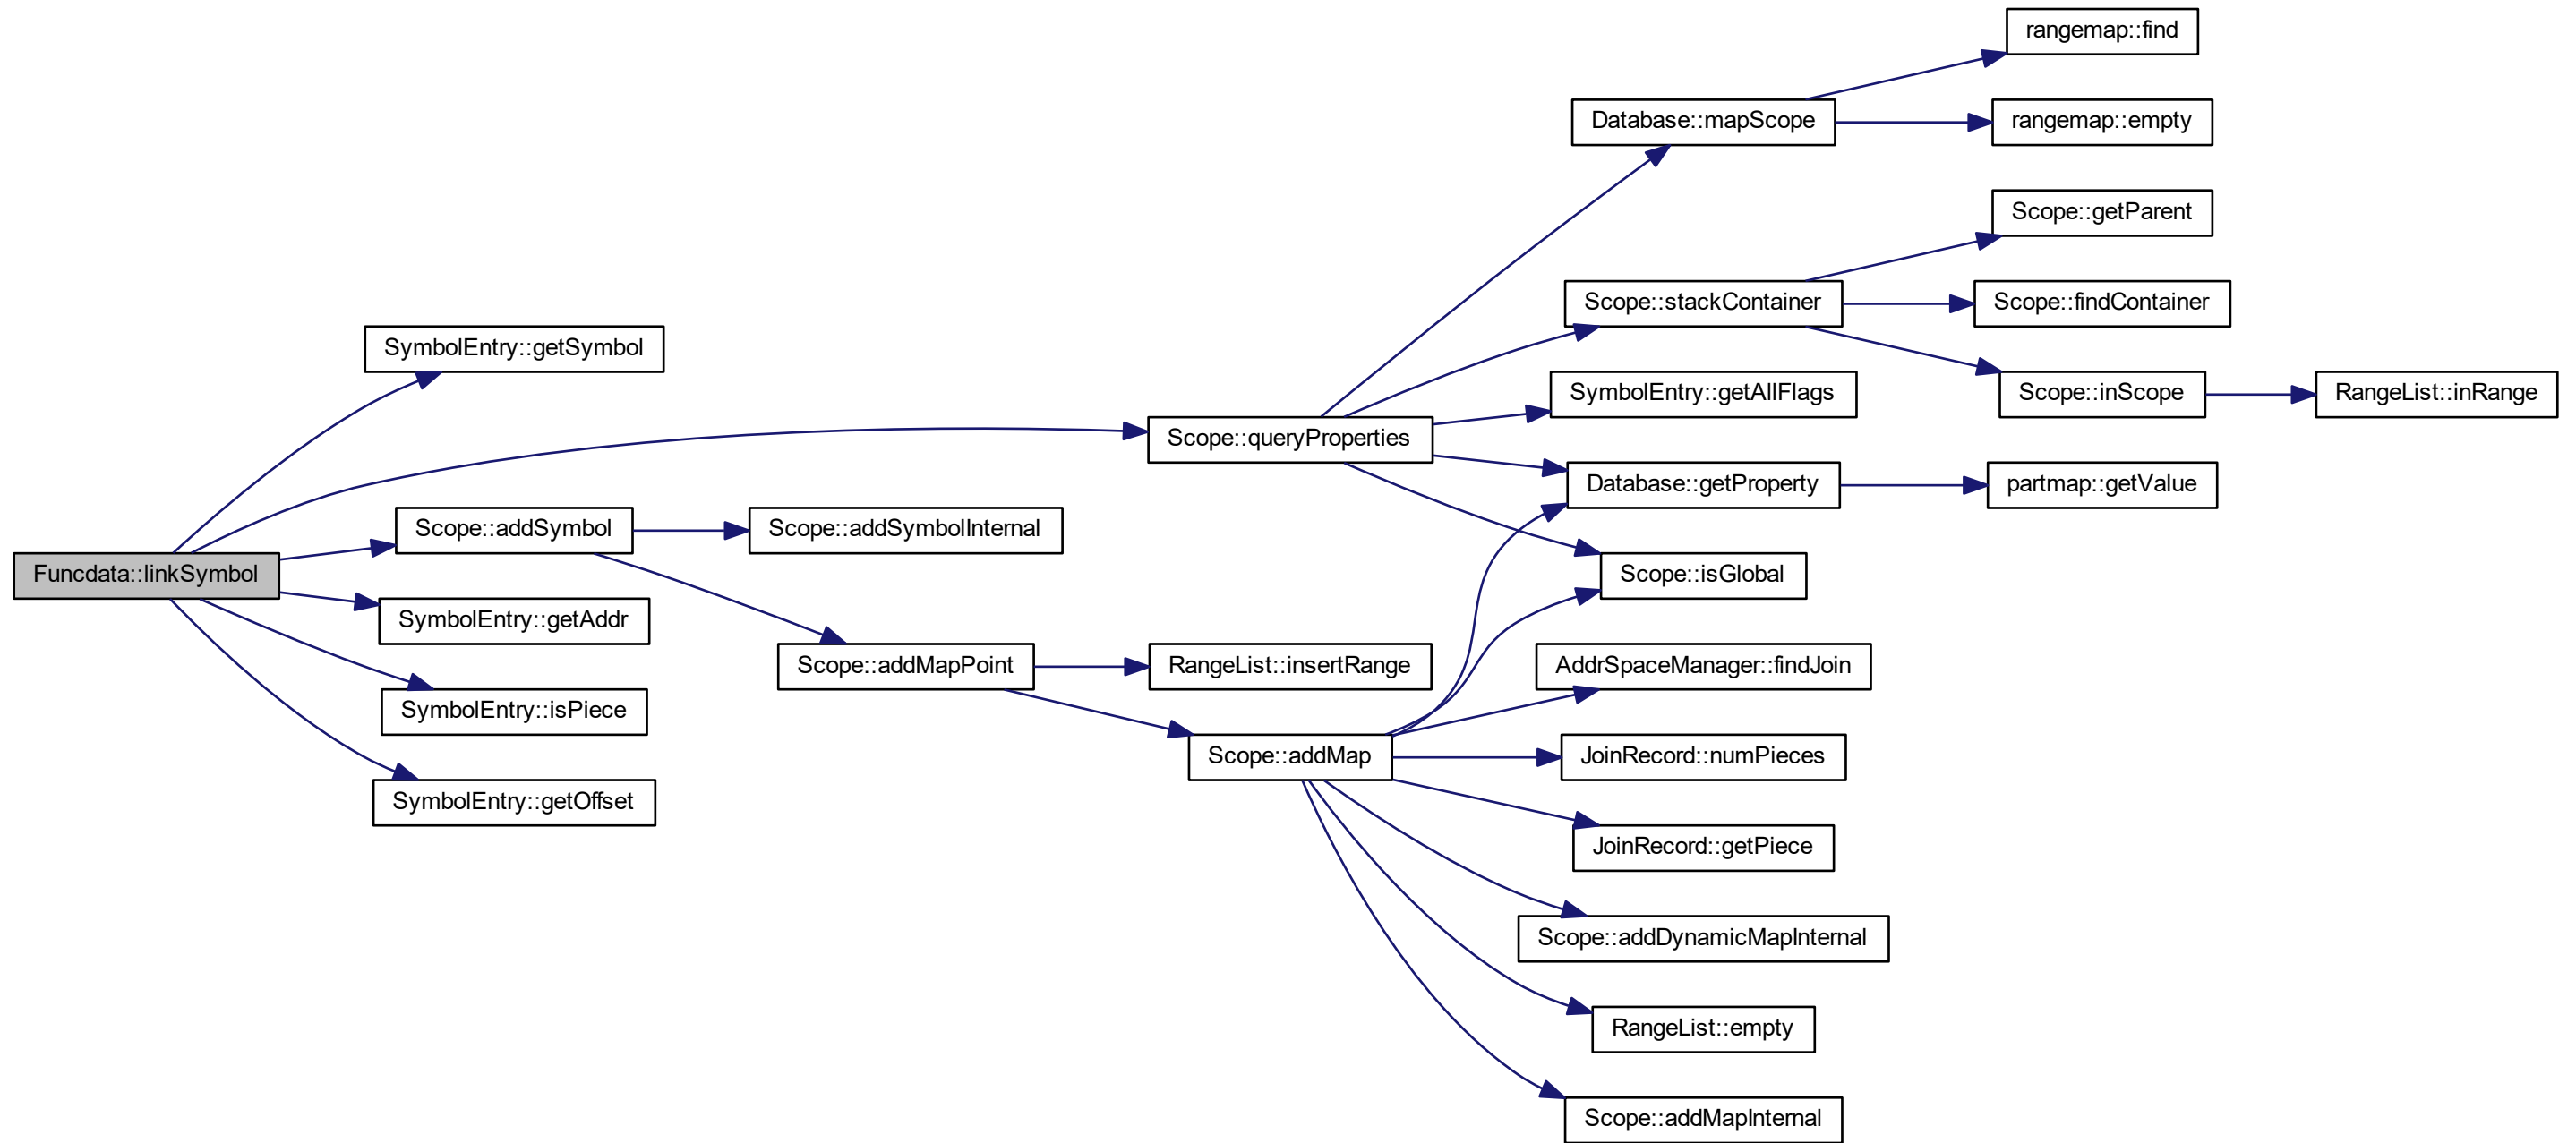 rangemap::find
Database::mapScope
rangemap::empty
Scope::getParent
Scope::stackContainer
Scope::findContainer
SymbolEntry::getSymbol
SymbolEntry::getAllFlags
Scope::inScope
RangeList::inRange
Scope::queryProperties
Database::getProperty
partmap::getValue
Scope::addSymbol
Scope::addSymbolInternal
Funcdata::linkSymbol
Scope::isGlobal
SymbolEntry::getAddr
Scope::addMapPoint
RangeList::insertRange
AddrSpaceManager::findJoin
SymbolEntry::isPiece
Scope::addMap
JoinRecord::numPieces
SymbolEntry::getOffset
JoinRecord::getPiece
Scope::addDynamicMapInternal
RangeList::empty
Scope::addMapInternal